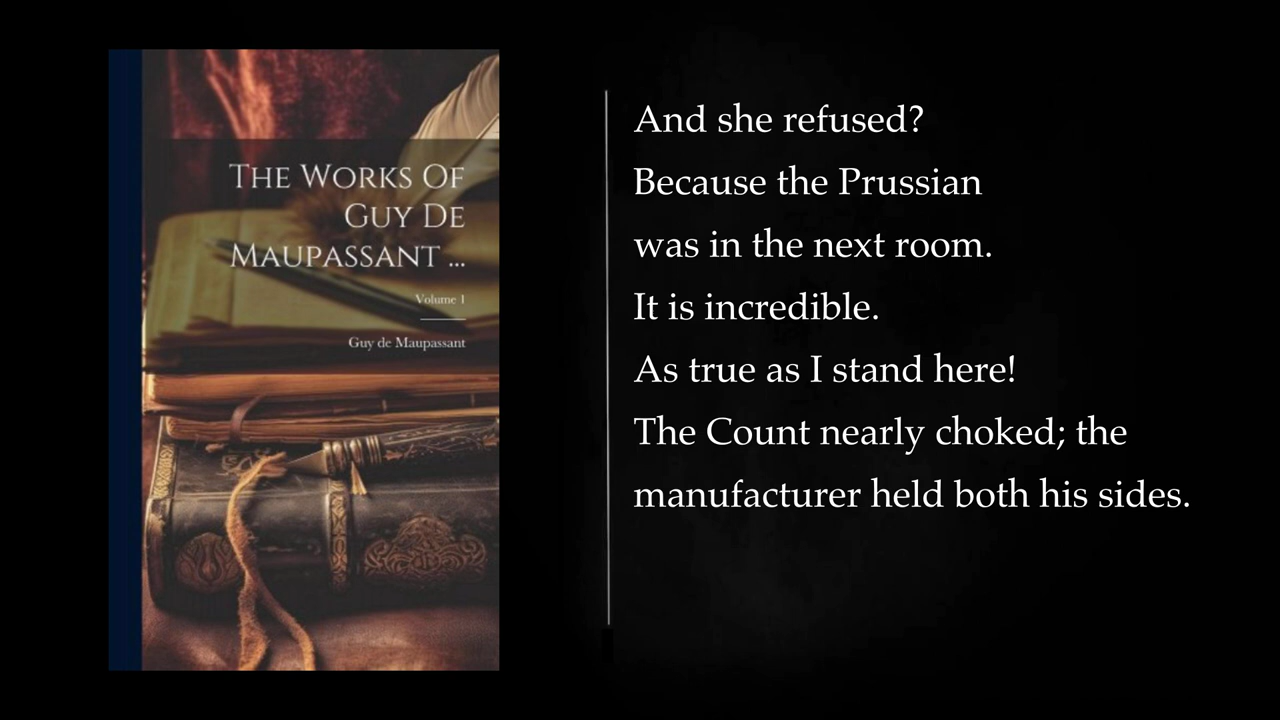 The Works Of
Guy De
Maupassant ...
Volume 1
Guy de Maupassant
And she refused?
Because the Prussian
was in the next room.
It is incredible.
As true as I stand here!
The Count nearly choked; the
manufacturer held both his sides.